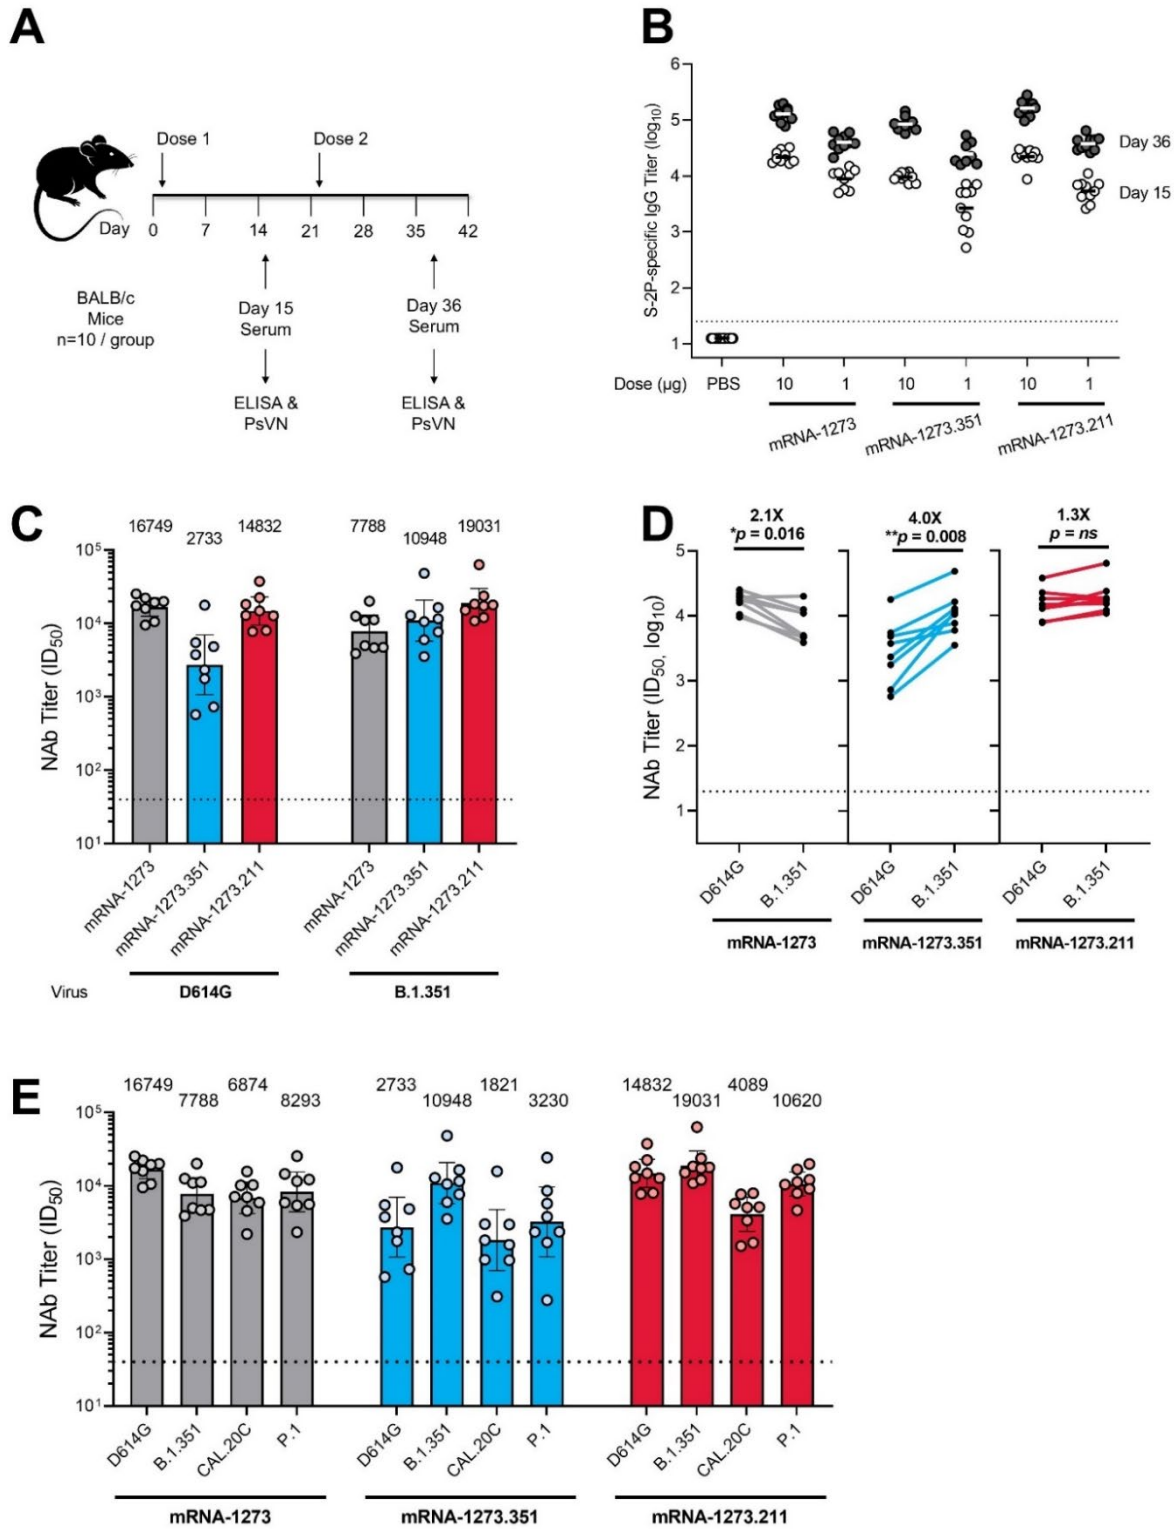 A
Dose 1
Dose 2
Day
0 7 14 21 28 35 42
BALB/c
Mice
n=10 / group
Day 15
Serum
Day 36
Serum
ELISA &
PsVN
ELISA &
PsVN
B
S-2P-specific IgG Titer (log10)
6
5
4
3
2
1
Day 36
Day 15
Dose (µg) PBS 10 1 10 1 10 1
mRNA-1273 mRNA-1273.351 mRNA-1273.211
C
16749 2733 14832 7788 10948 19031
NAb Titer (ID50)
10^5
10^4
10^3
10^2
10^1
mRNA-1273 mRNA-1273.351 mRNA-1273.211 mRNA-1273 mRNA-1273.351 mRNA-1273.211
Virus D614G B.1.351
D
2.1X 4.0X 1.3X
*p = 0.016 **p = 0.008 p = ns
NAb Titer (ID50, log10)
5
4
3
2
1
D614G B.1.351 D614G B.1.351 D614G B.1.351
mRNA-1273 mRNA-1273.351 mRNA-1273.211
E
16749 7788 6874 8293 2733 10948 1821 3230 14832 19031 4089 10620
NAb Titer (ID50)
10^5
10^4
10^3
10^2
10^1
D614G B.1.351 CAL.20C P.1 D614G B.1.351 CAL.20C P.1 D614G B.1.351 CAL.20C P.1
mRNA-1273 mRNA-1273.351 mRNA-1273.211